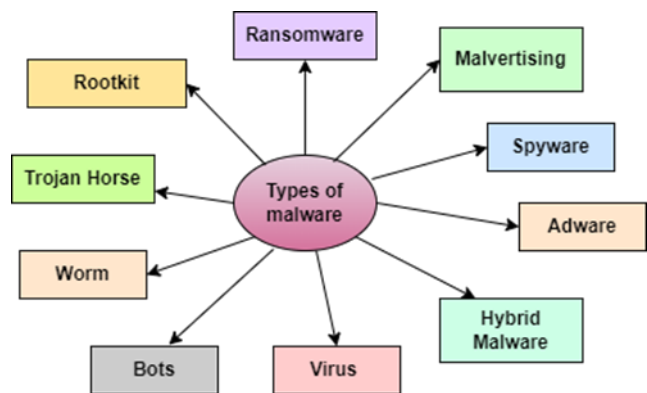 Ransomware
Malvertising
Rootkit
Spyware
Trojan Horse
Types of
malware
Adware
Worm
Hybrid
Malware
Bots
Virus